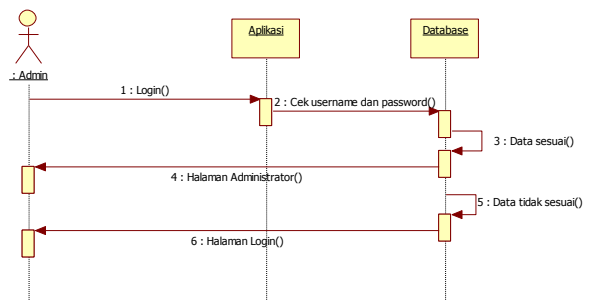 Aplikasi
Database
: Admin
1 : Login()
2 : Cek username dan password()
3 : Data sesuai()
4 : Halaman Administrator()
5 : Data tidak sesuai()
6 : Halaman Login()